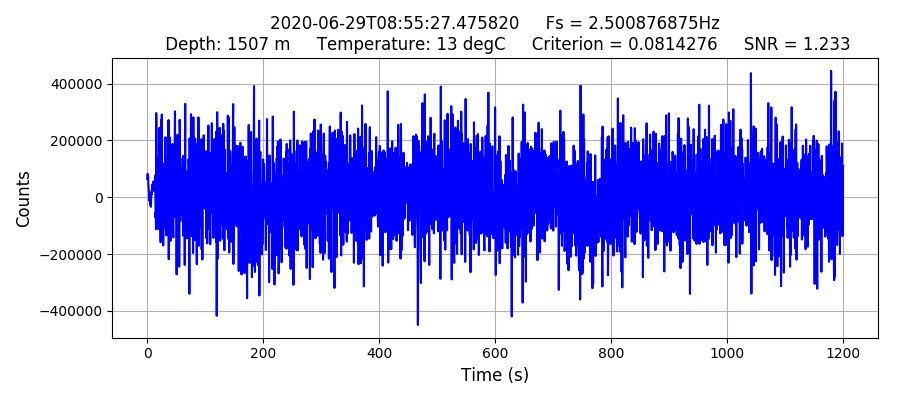 2020-06-29T08:55:27.475820 Fs = 2.500876875Hz
Depth: 1507 m Temperature: 13 degC Criterion = 0.0814276 SNR = 1.233
Counts
400000
200000
0
−200000
−400000
0 200 400 600 800 1000 1200
Time (s)